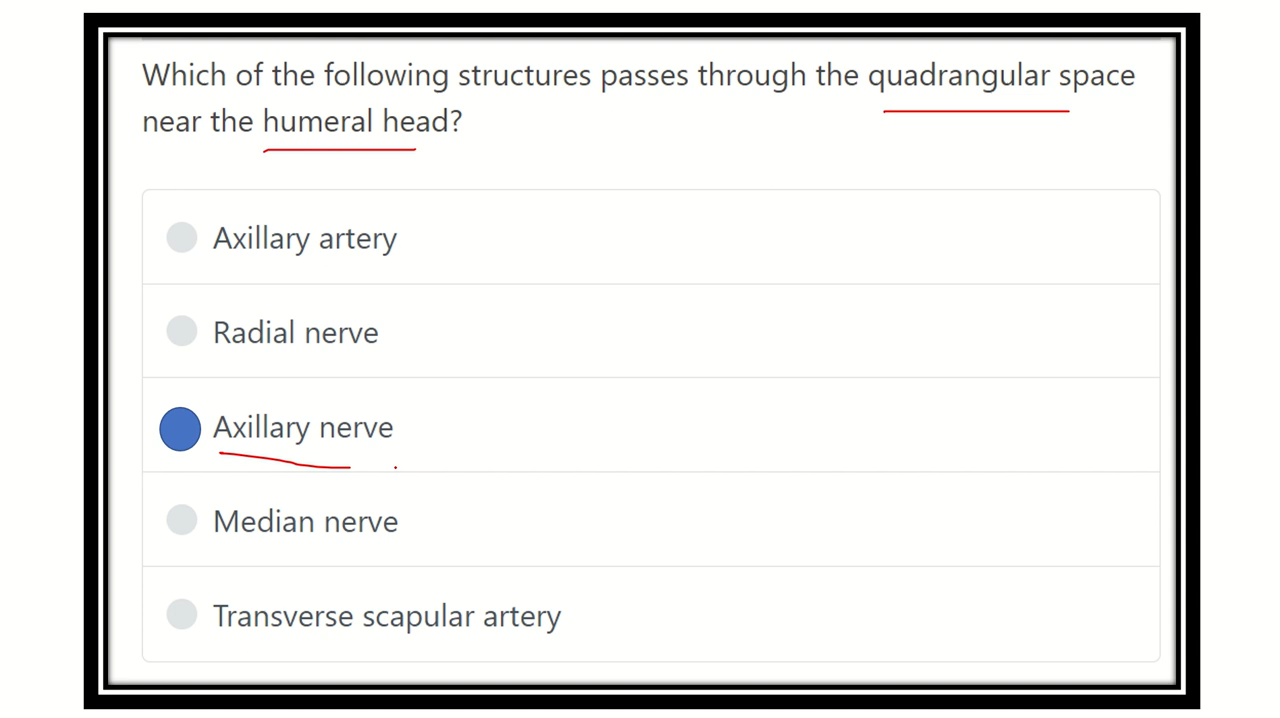 Which of the following structures passes through the quadrangular space
near the humeral head?
Axillary artery
Radial nerve
Axillary nerve
Median nerve
Transverse scapular artery